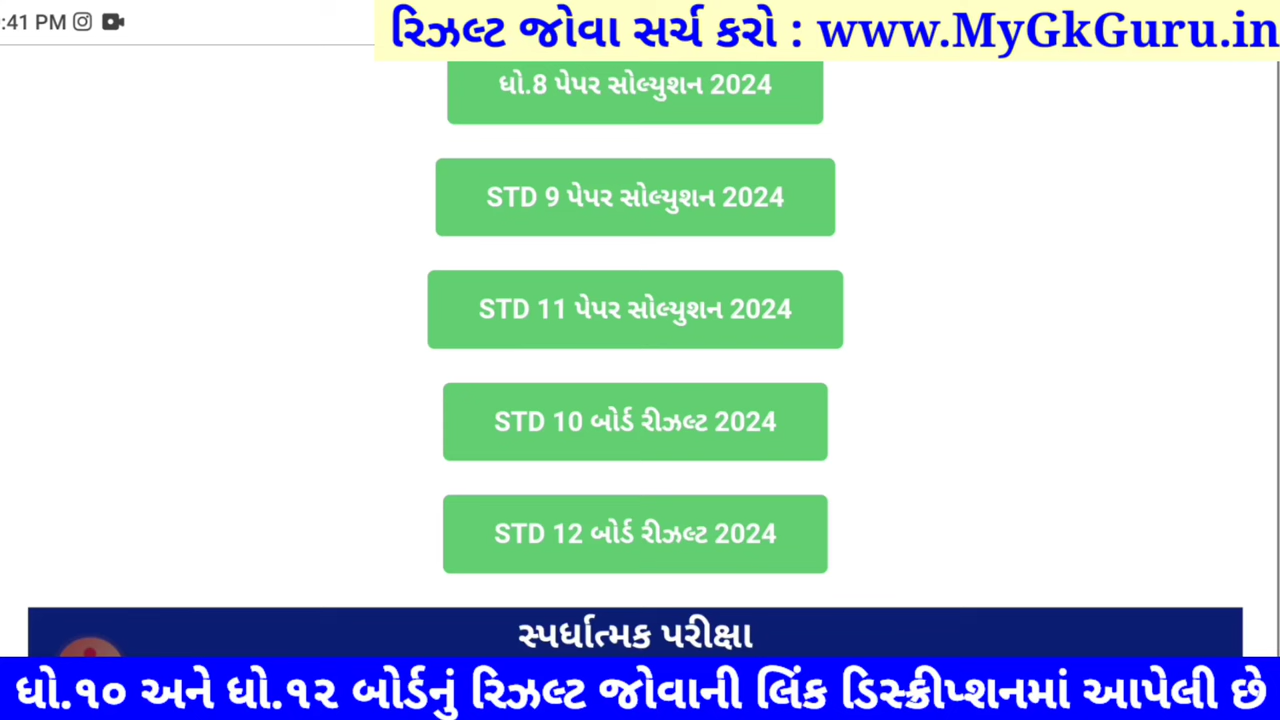 :41 PM
રિઝલ્ટ જોવા સર્ચ કરો : www.MyGkGuru.in
ધો.8 પેપર સોલ્યુશન 2024
STD 9 પેપર સોલ્યુશન 2024
STD 11 પેપર સોલ્યુશન 2024
STD 10 બોર્ડ રીઝલ્ટ 2024
STD 12 બોર્ડ રીઝલ્ટ 2024
સ્પર્ધાત્મક પરીક્ષા
ધો.૧૦ અને ધો.૧૨ બોર્ડનું રિઝલ્ટ જોવાની લિંક ડિસ્ક્રીપ્શનમાં આપેલી છે